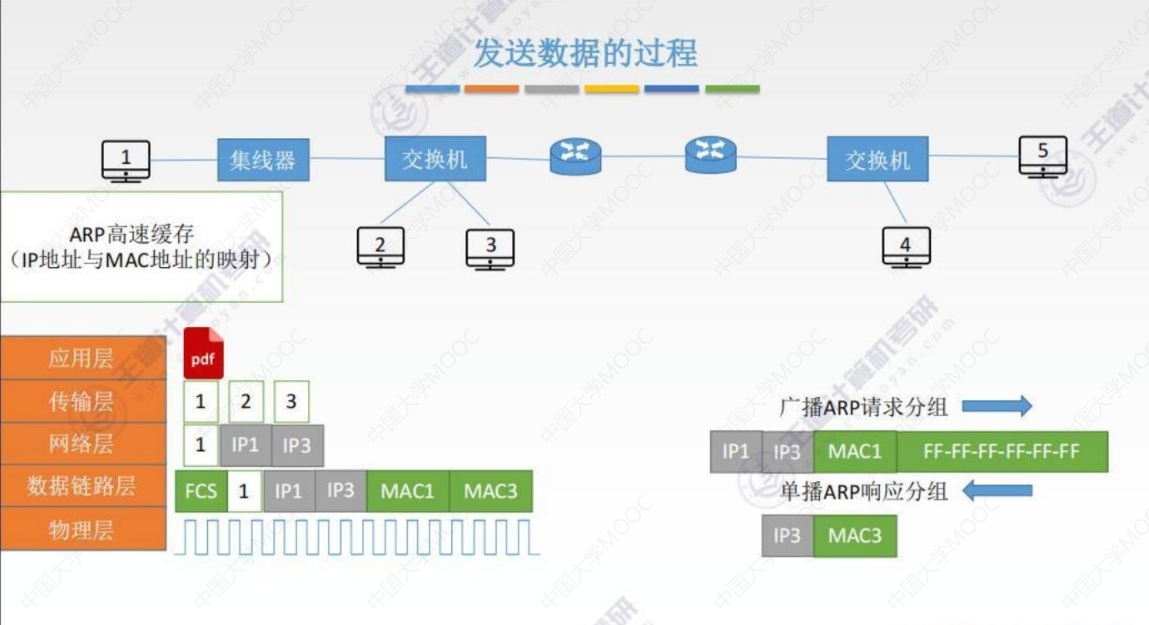 发送数据的过程
1
集线器
交换机
交换机
5
2
3
4
ARP高速缓存
（IP地址与MAC地址的映射）
应用层
pdf
传输层
1 2 3
网络层
1 IP1 IP3
数据链路层
FCS 1 IP1 IP3 MAC1 MAC3
物理层
广播ARP请求分组
IP1 IP3 MAC1 FF-FF-FF-FF-FF-FF
单播ARP响应分组
IP3 MAC3
中国大学MOOC
王道计算机考研